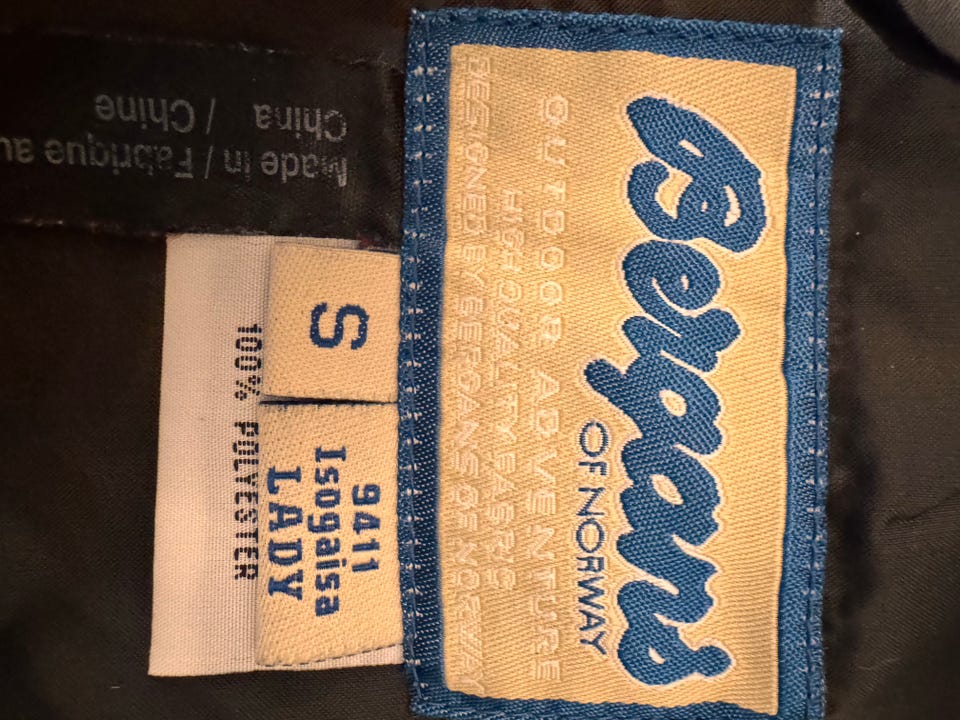 Bergans
OF NORWAY
OUTDOOR ADVENTURE
HIGH QUALITY BASIC
DESIGNED BY BERGANS OF NORWAY
S
9411
Isogaisa
LADY
100% POLYESTER
Made in / Fabrique au
China / Chine